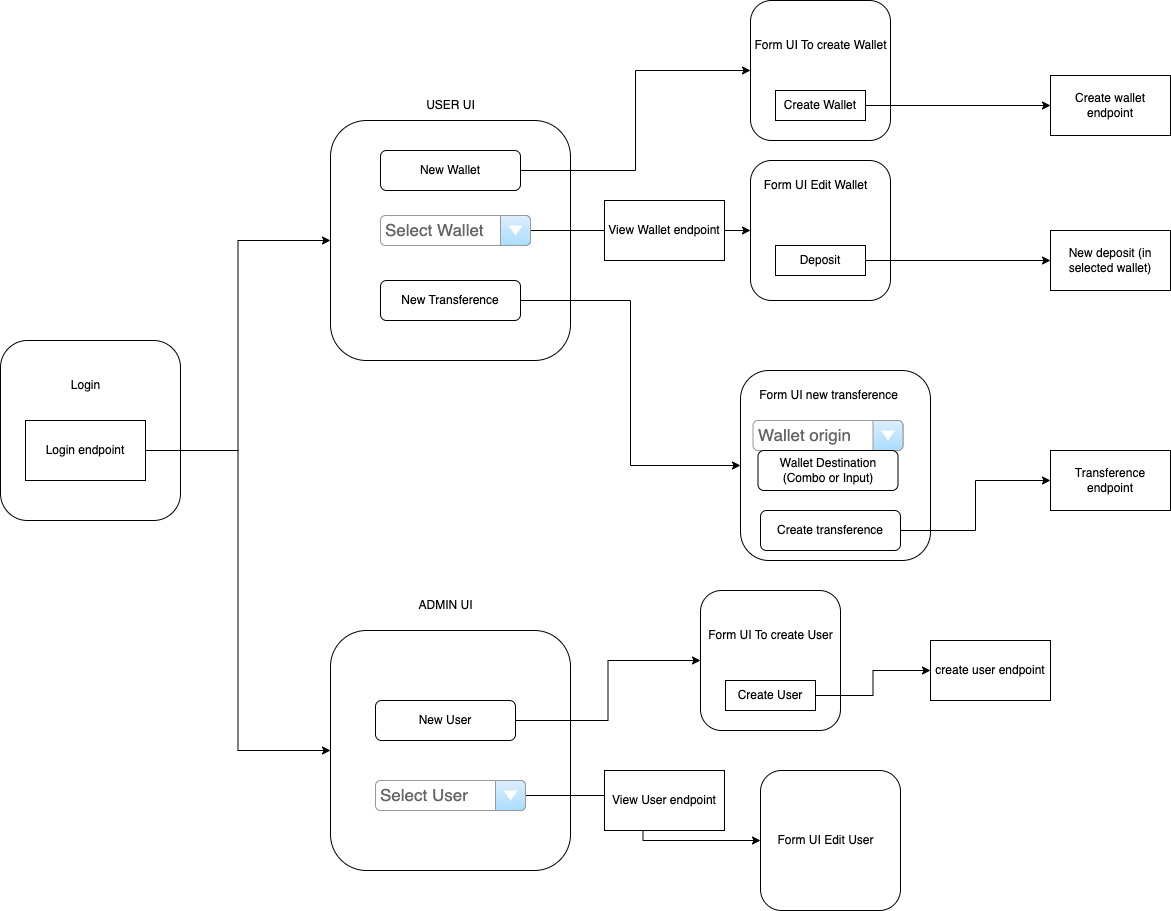 Form UI To create Wallet
Create Wallet
Create wallet
endpoint
USER UI
New Wallet
Select Wallet
New Transference
View Wallet endpoint
Form UI Edit Wallet
Deposit
New deposit (in
selected wallet)
Login
Login endpoint
Form UI new transference
Wallet origin
Wallet Destination
(Combo or Input)
Create transference
Transference
endpoint
ADMIN UI
New User
Select User
Form UI To create User
Create User
create user endpoint
View User endpoint
Form UI Edit User